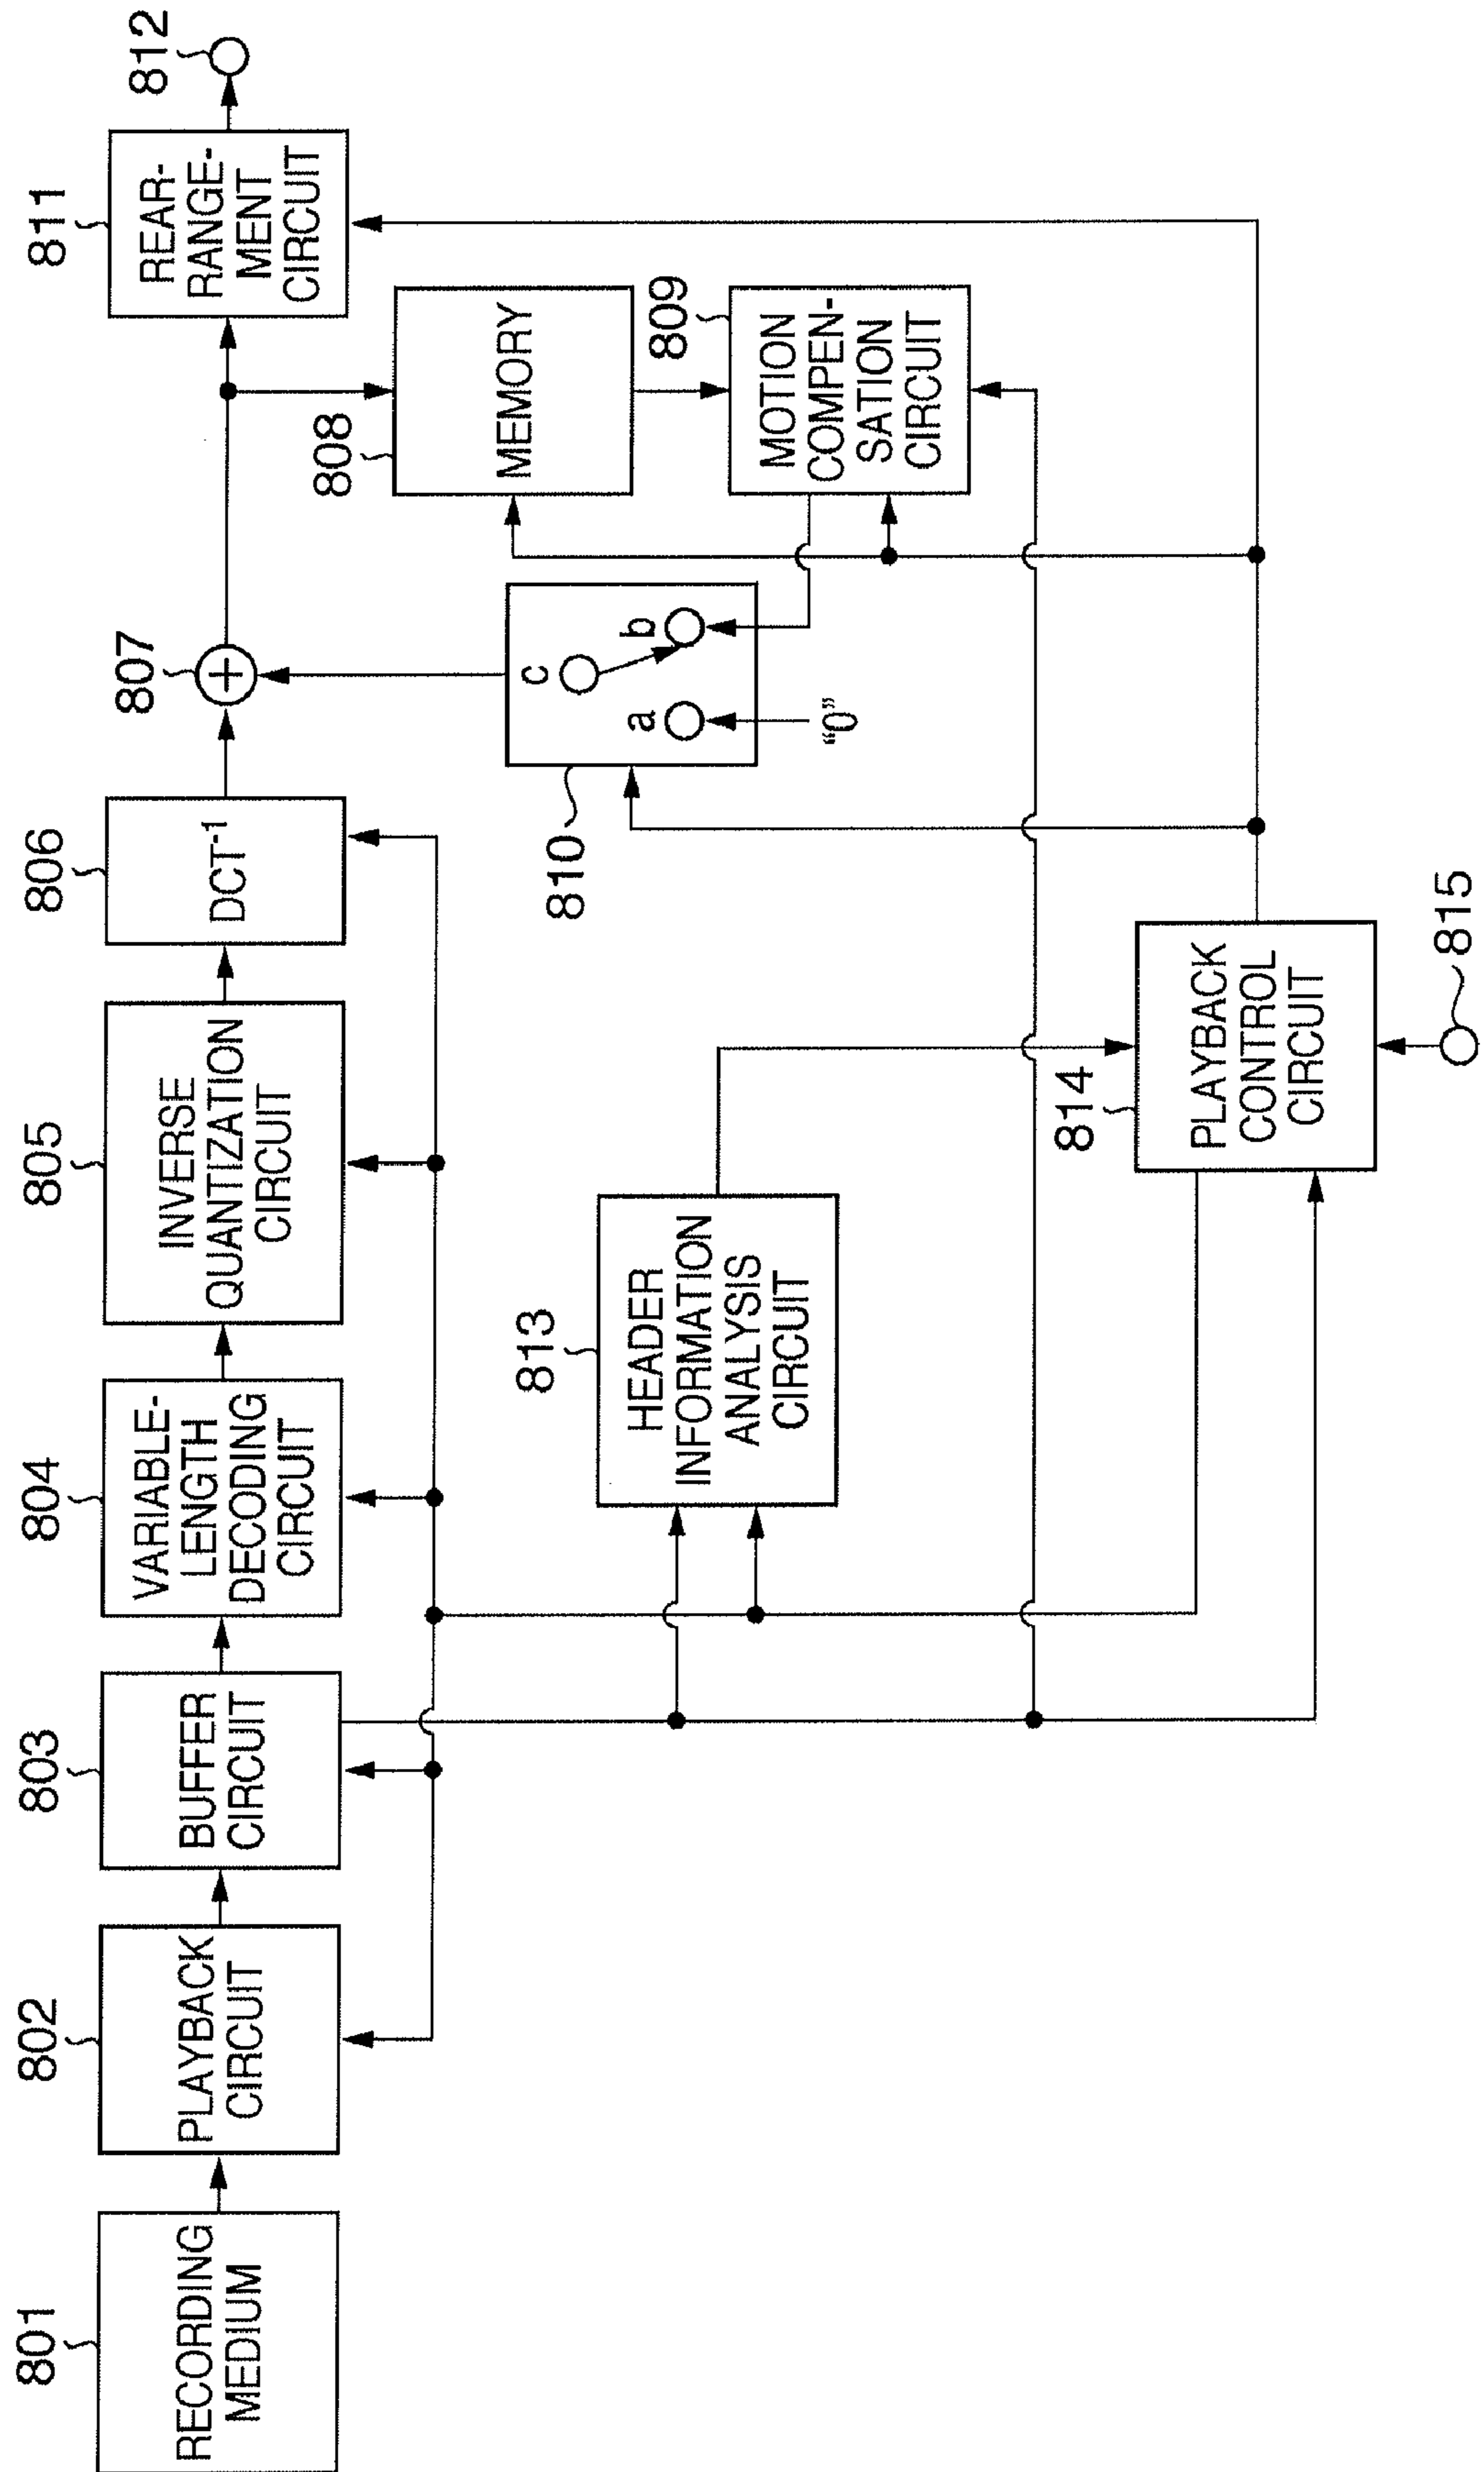 801
RECORDING
MEDIUM
802
PLAYBACK
CIRCUIT
803
BUFFER
CIRCUIT
804
VARIABLE-
LENGTH
DECODING
CIRCUIT
805
INVERSE
QUANTIZATION
CIRCUIT
806
DCT-1
807
+
811
REAR-
RANGE-
MENT
CIRCUIT
812
808
MEMORY
809
MOTION
COMPEN-
SATION
CIRCUIT
810
c
a
b
“0”
813
HEADER
INFORMATION
ANALYSIS
CIRCUIT
814
PLAYBACK
CONTROL
CIRCUIT
815